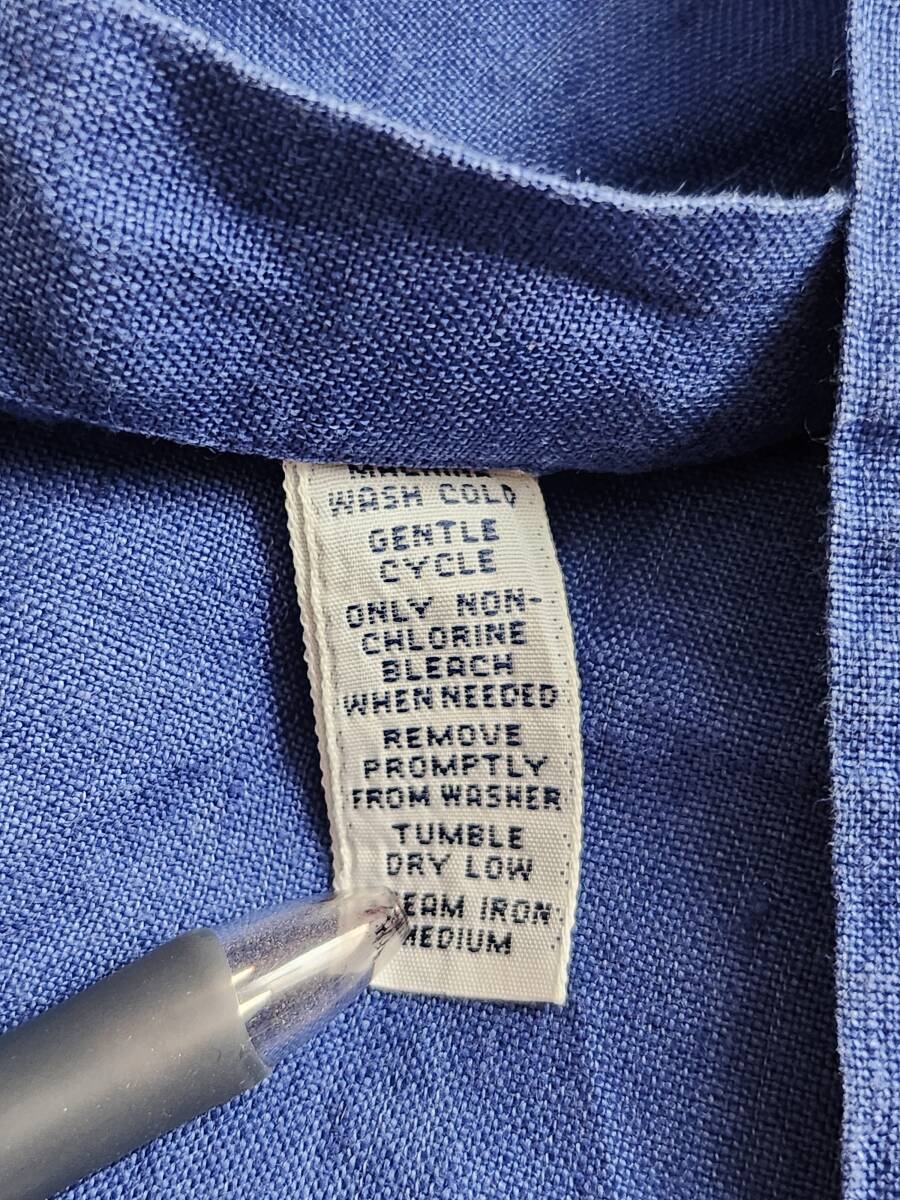 WASH COLD
GENTLE
CYCLE
ONLY NON-
CHLORINE
BLEACH
WHEN NEEDED
REMOVE
PROMPTLY
FROM WASHER
TUMBLE
DRY LOW
IRON
MEDIUM